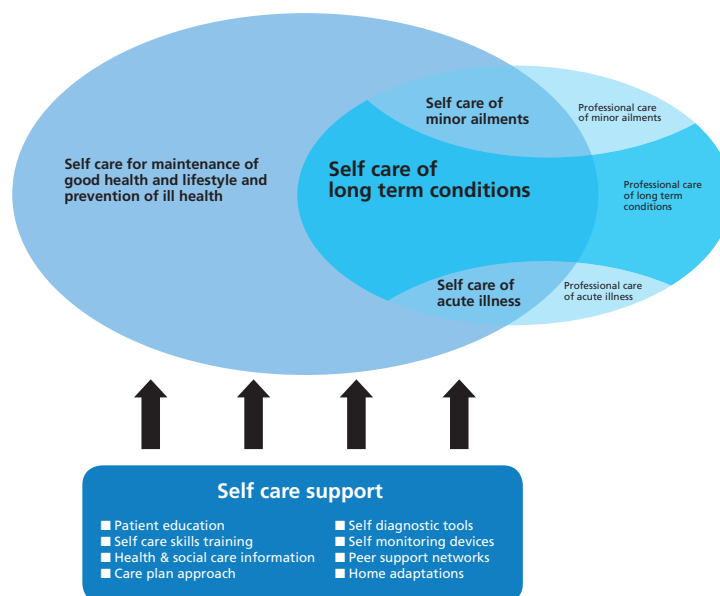 Self care for maintenance of
good health and lifestyle and
prevention of ill health
Self care of
minor ailments
Professional care
of minor ailments
Self care of
long term conditions
Professional care
of long term
conditions
Self care of
acute illness
Professional care
of acute illness
Self care support
Patient education
Self care skills training
Health & social care information
Care plan approach
Self diagnostic tools
Self monitoring devices
Peer support networks
Home adaptations